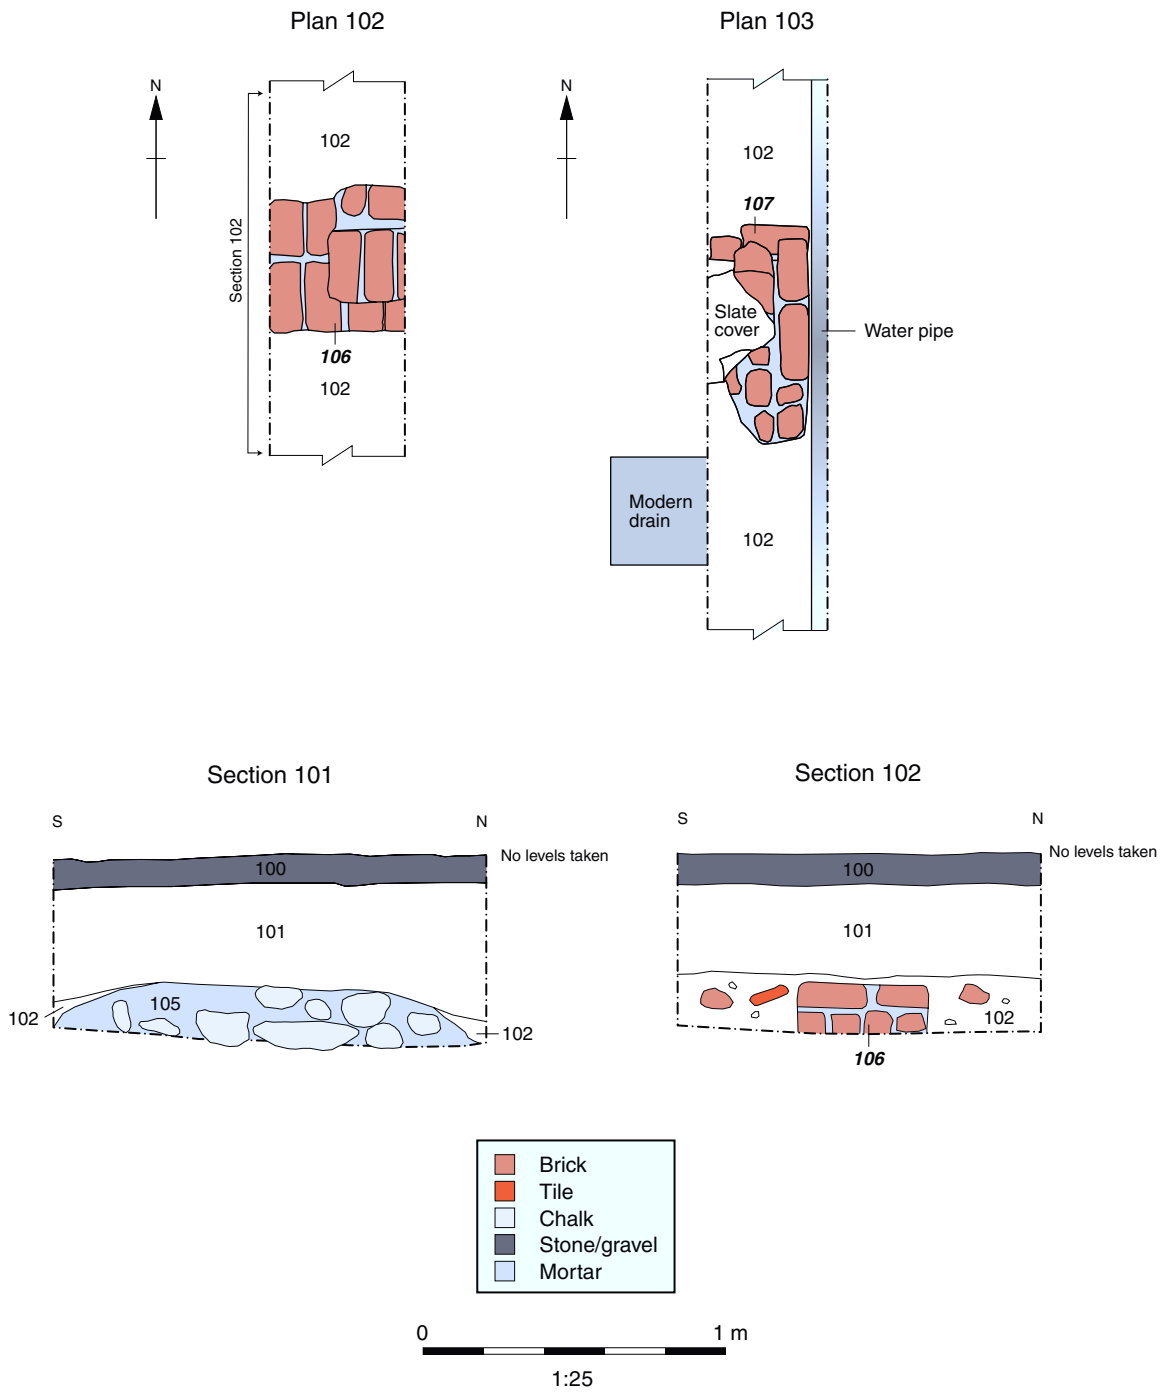 Plan 102
Plan 103
N
N
102
102
107
Section 102
Slate
cover
Water pipe
106
102
Modern
drain
102
Section 101
Section 102
S
N
S
N
No levels taken
No levels taken
100
100
101
101
105
102
102
102
106
Brick
Tile
Chalk
Stone/gravel
Mortar
0
1 m
1:25